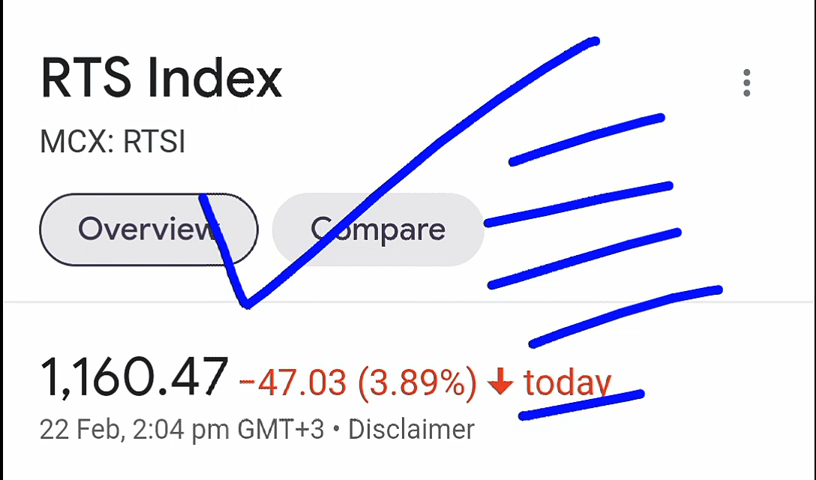 RTS Index
MCX: RTSI
Overview Compare
1,160.47 −47.03 (3.89%) ↓ today
22 Feb, 2:04 pm GMT+3 • Disclaimer